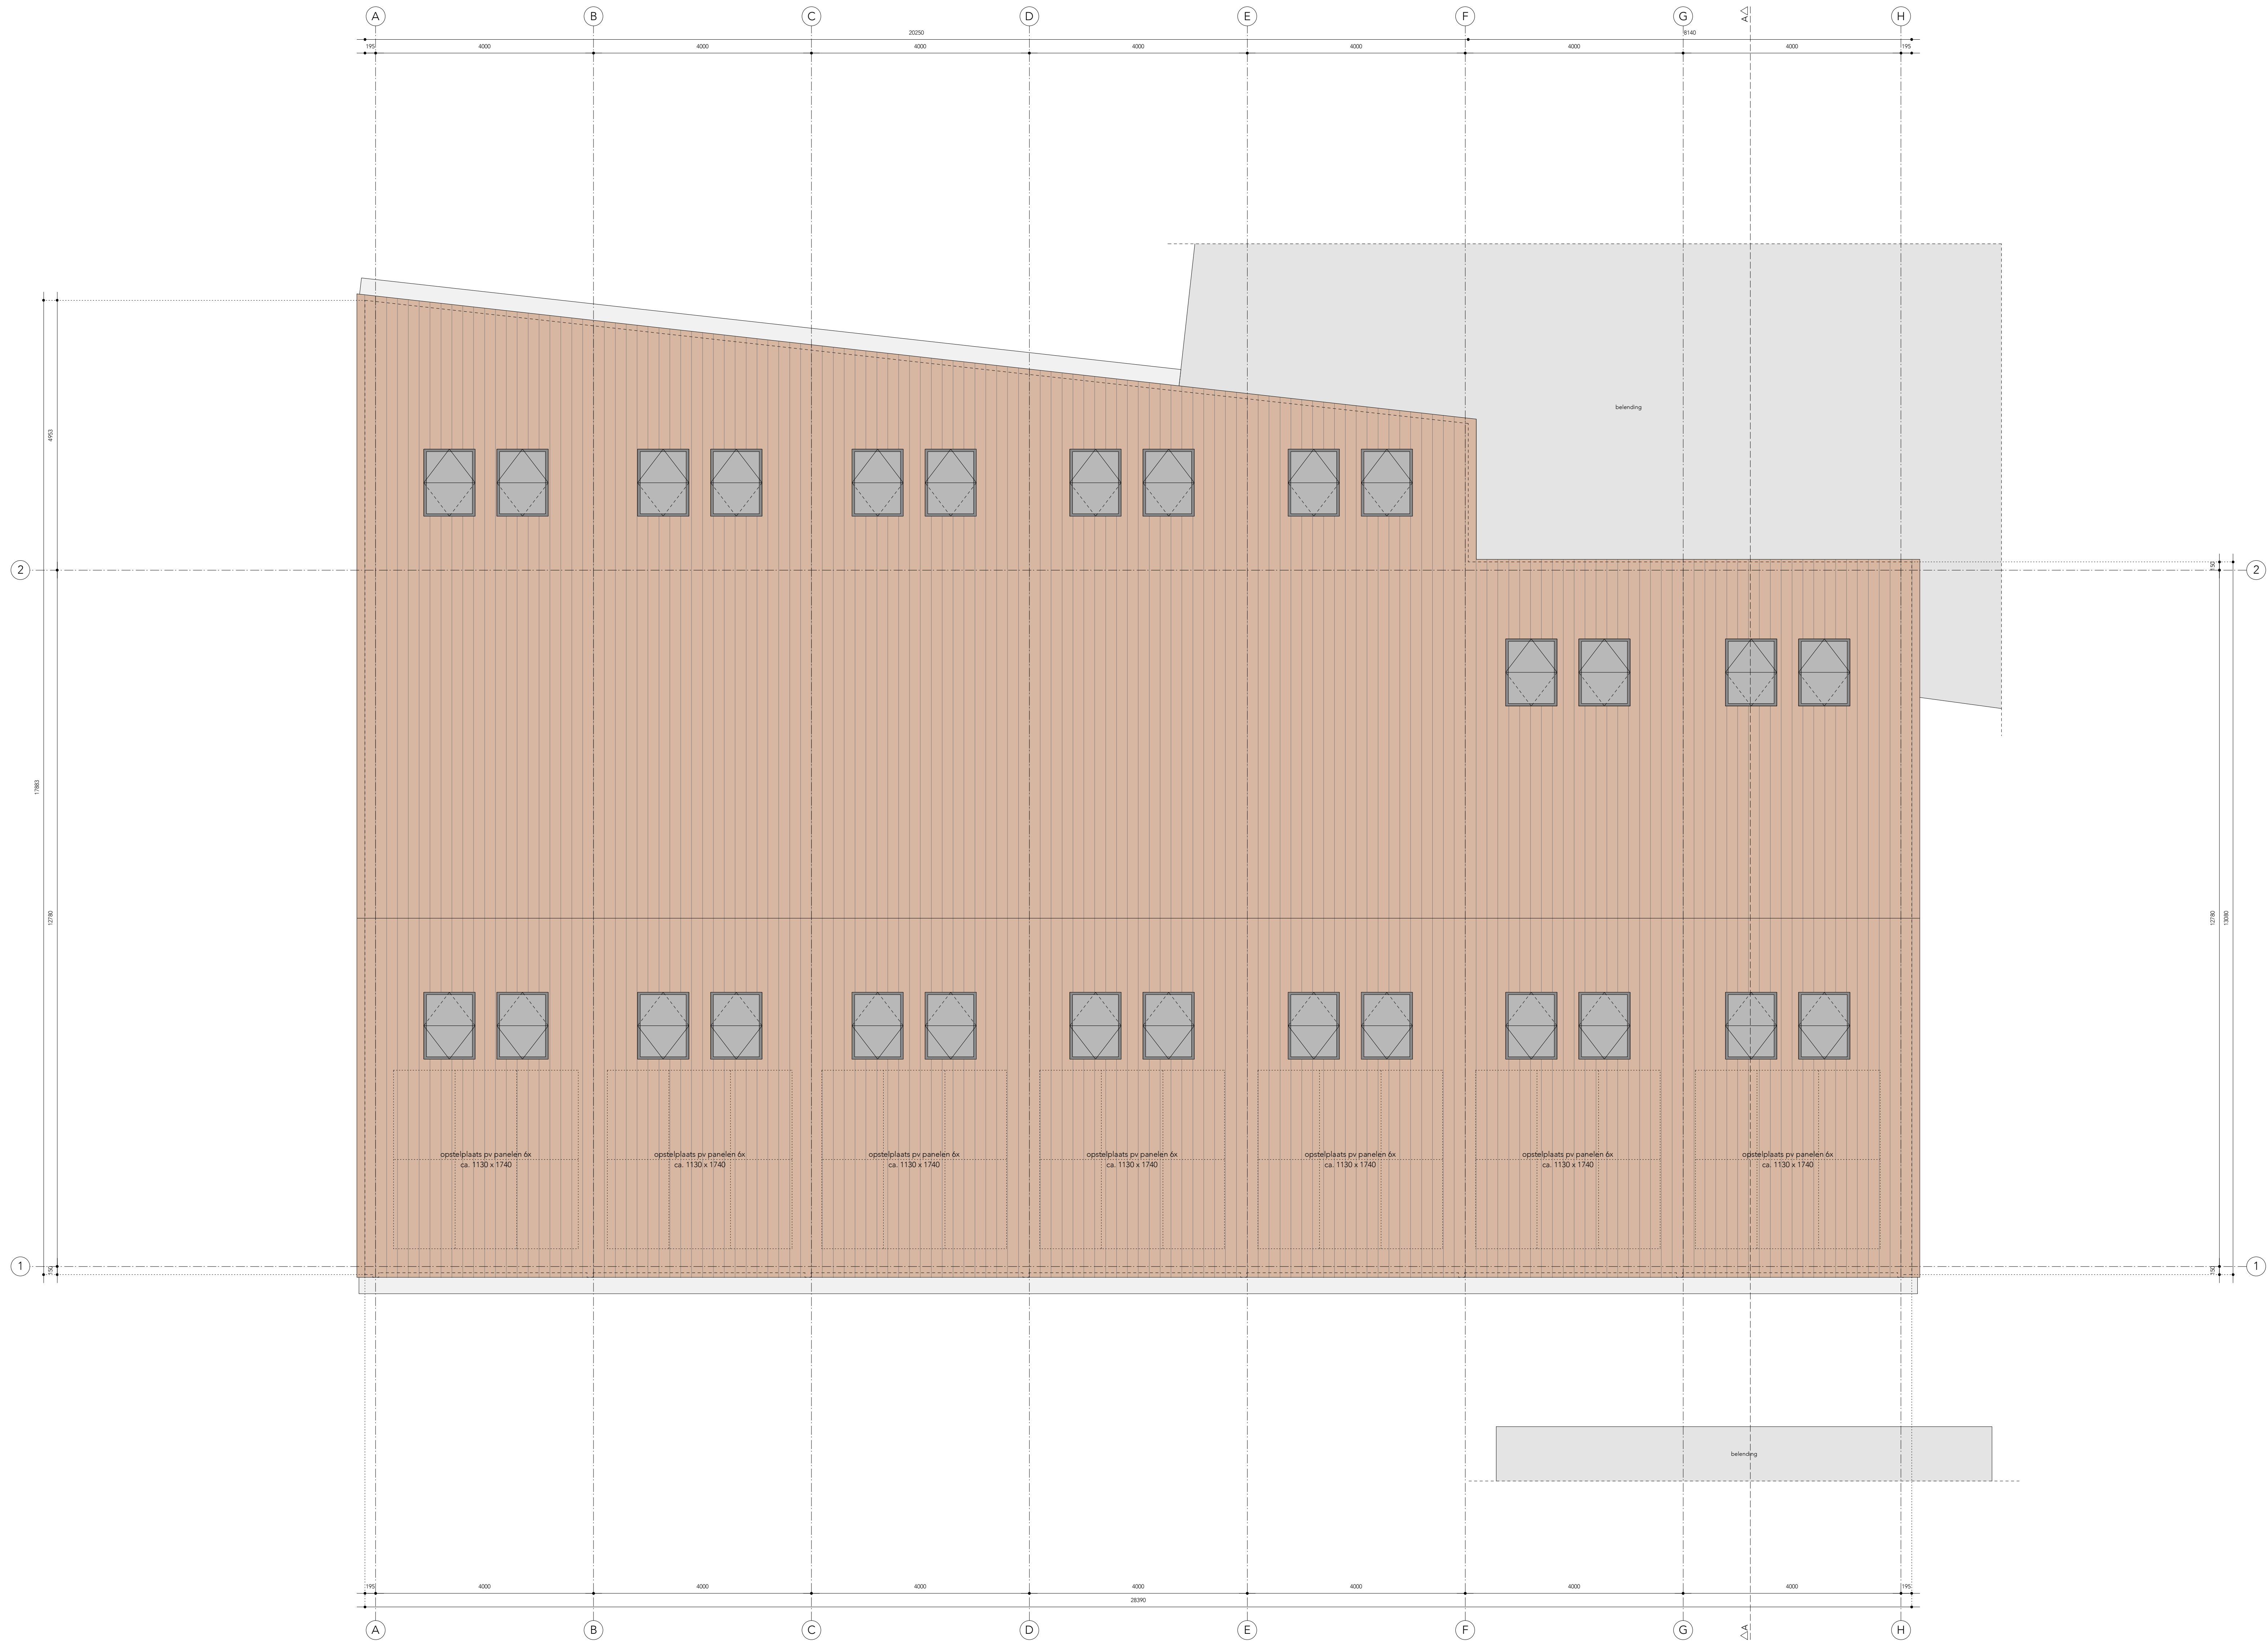 A B C D E F G A H
20250 8140
195 4000 4000 4000 4000 4000 4000 4000 195
belending
4953
2 150 2
17883
12780 12780 13080
opstelplaats pv panelen 6x
ca. 1130 x 1740
opstelplaats pv panelen 6x
ca. 1130 x 1740
opstelplaats pv panelen 6x
ca. 1130 x 1740
opstelplaats pv panelen 6x
ca. 1130 x 1740
opstelplaats pv panelen 6x
ca. 1130 x 1740
opstelplaats pv panelen 6x
ca. 1130 x 1740
opstelplaats pv panelen 6x
ca. 1130 x 1740
1 150 150 1
belending
195 4000 4000 4000 4000 4000 4000 4000 195
28390
A B C D E F G A H